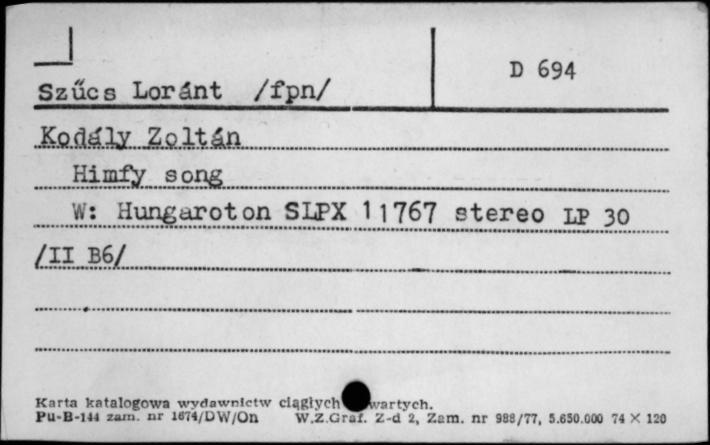 D 694
Szűcs Loránt /fpn/
Kodály Zoltán
Himfy song
W: Hungaroton SLPX 11767 stereo LP 30
/II B6/
Karta katalogowa wydawnictw ciągłych wartych.
Pu-B-144 zam. nr 1674/DW/On W.Z.Graf. Z-d 2, Zam. nr 988/77, 5.650.000 74 X 120